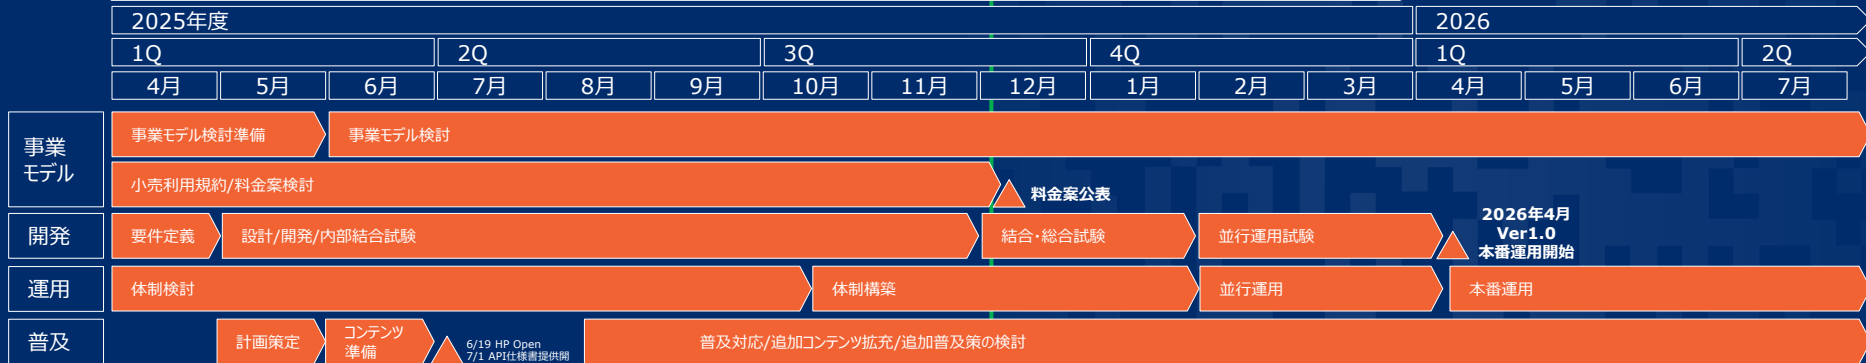 2025年度
2026
1Q
2Q
3Q
4Q
1Q
2Q
4月
5月
6月
7月
8月
9月
10月
11月
12月
1月
2月
3月
4月
5月
6月
7月
事業
モデル
事業モデル検討準備
事業モデル検討
小売利用規約/料金案検討
料金案公表
開発
要件定義
設計/開発/内部結合試験
結合・総合試験
並行運用試験
2026年4月
Ver1.0
本番運用開始
運用
体制検討
体制構築
並行運用
本番運用
普及
計画策定
コンテンツ
準備
6/19 HP Open
7/1 API仕様書提供開
普及対応/追加コンテンツ拡充/追加普及策の検討